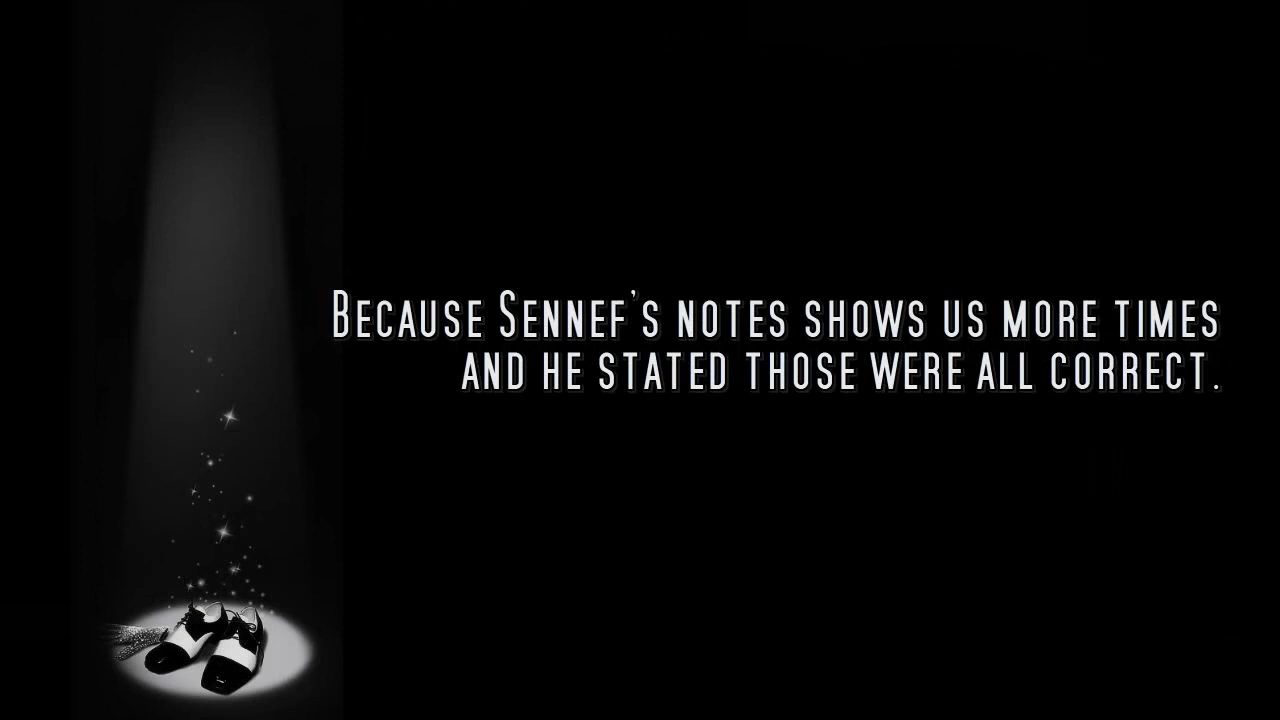 Because Sennef's notes shows us more times
and he stated those were all correct.